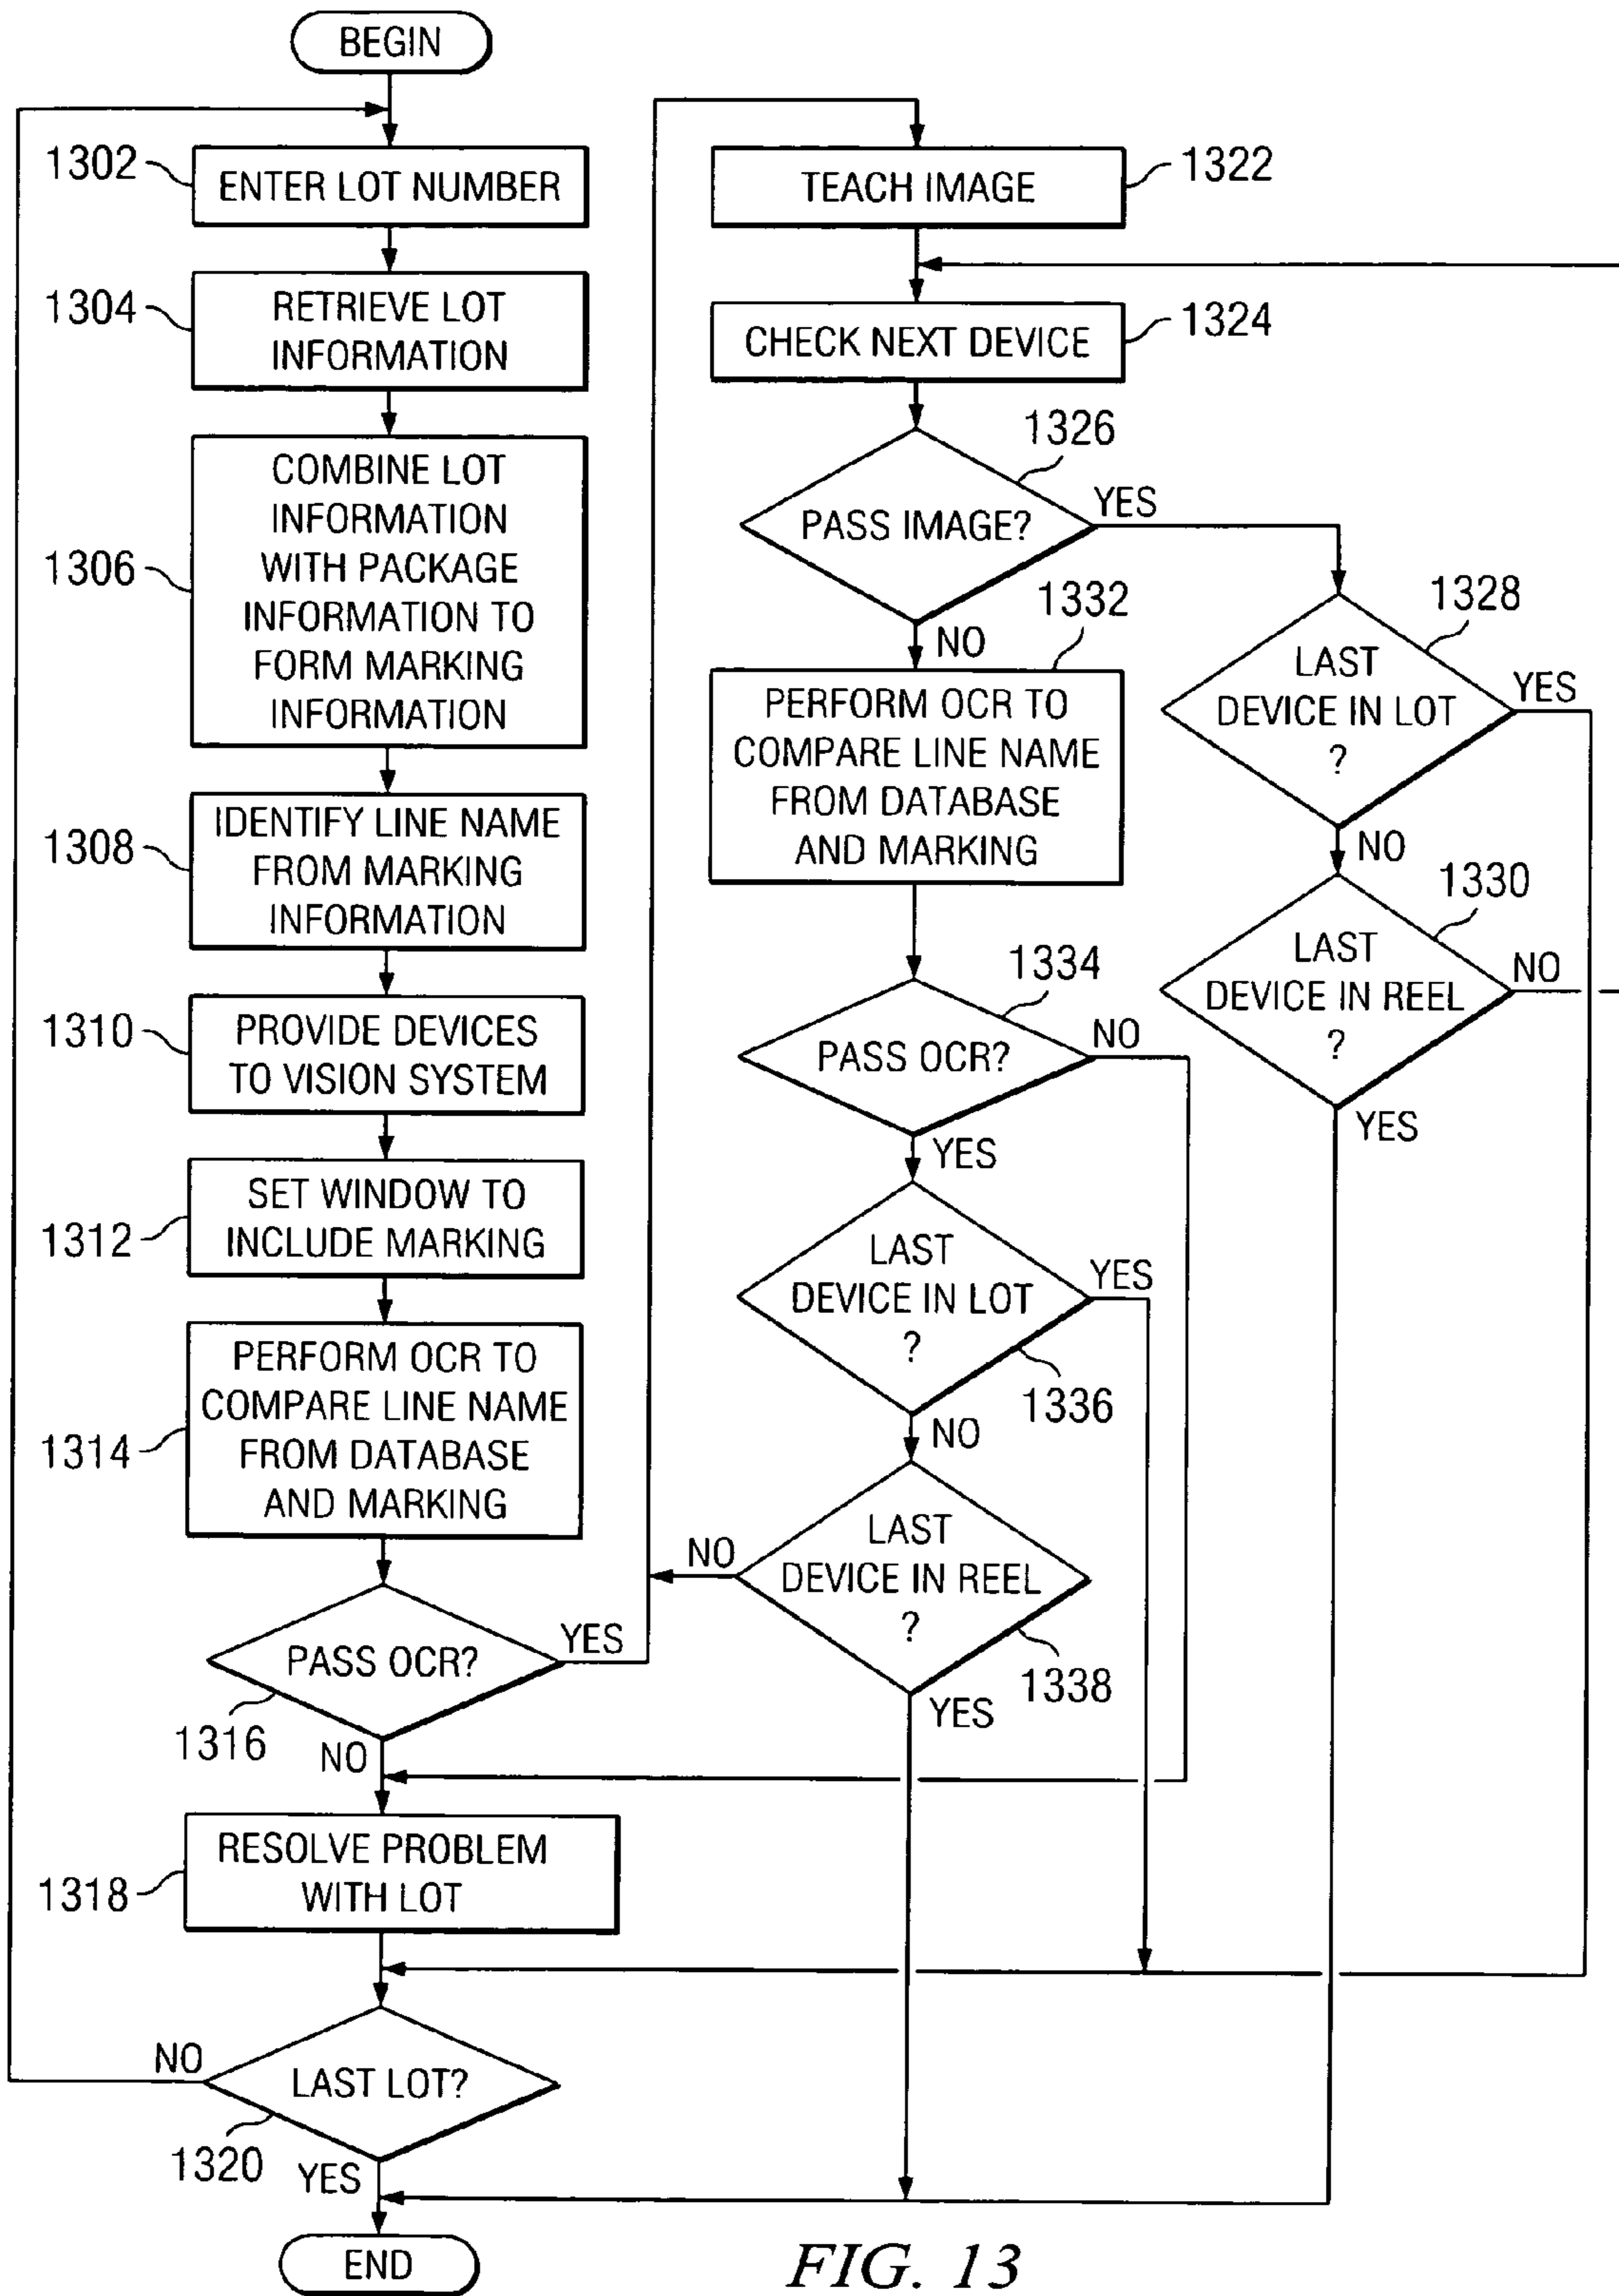 BEGIN
1302
ENTER LOT NUMBER
1304
RETRIEVE LOT
INFORMATION
1306
COMBINE LOT
INFORMATION
WITH PACKAGE
INFORMATION TO
FORM MARKING
INFORMATION
1308
IDENTIFY LINE NAME
FROM MARKING
INFORMATION
1310
PROVIDE DEVICES
TO VISION SYSTEM
1312
SET WINDOW TO
INCLUDE MARKING
1314
PERFORM OCR TO
COMPARE LINE NAME
FROM DATABASE
AND MARKING
PASS OCR?
YES
1316
NO
1318
RESOLVE PROBLEM
WITH LOT
NO
LAST LOT?
1320
YES
END
TEACH IMAGE
1322
CHECK NEXT DEVICE
1324
1326
PASS IMAGE?
YES
NO
1332
PERFORM OCR TO
COMPARE LINE NAME
FROM DATABASE
AND MARKING
1334
PASS OCR?
NO
YES
LAST
DEVICE IN LOT
?
YES
1336
NO
LAST
DEVICE IN REEL
?
NO
1338
YES
1328
LAST
DEVICE IN LOT
?
YES
NO
1330
LAST
DEVICE IN REEL
?
NO
YES
FIG. 13